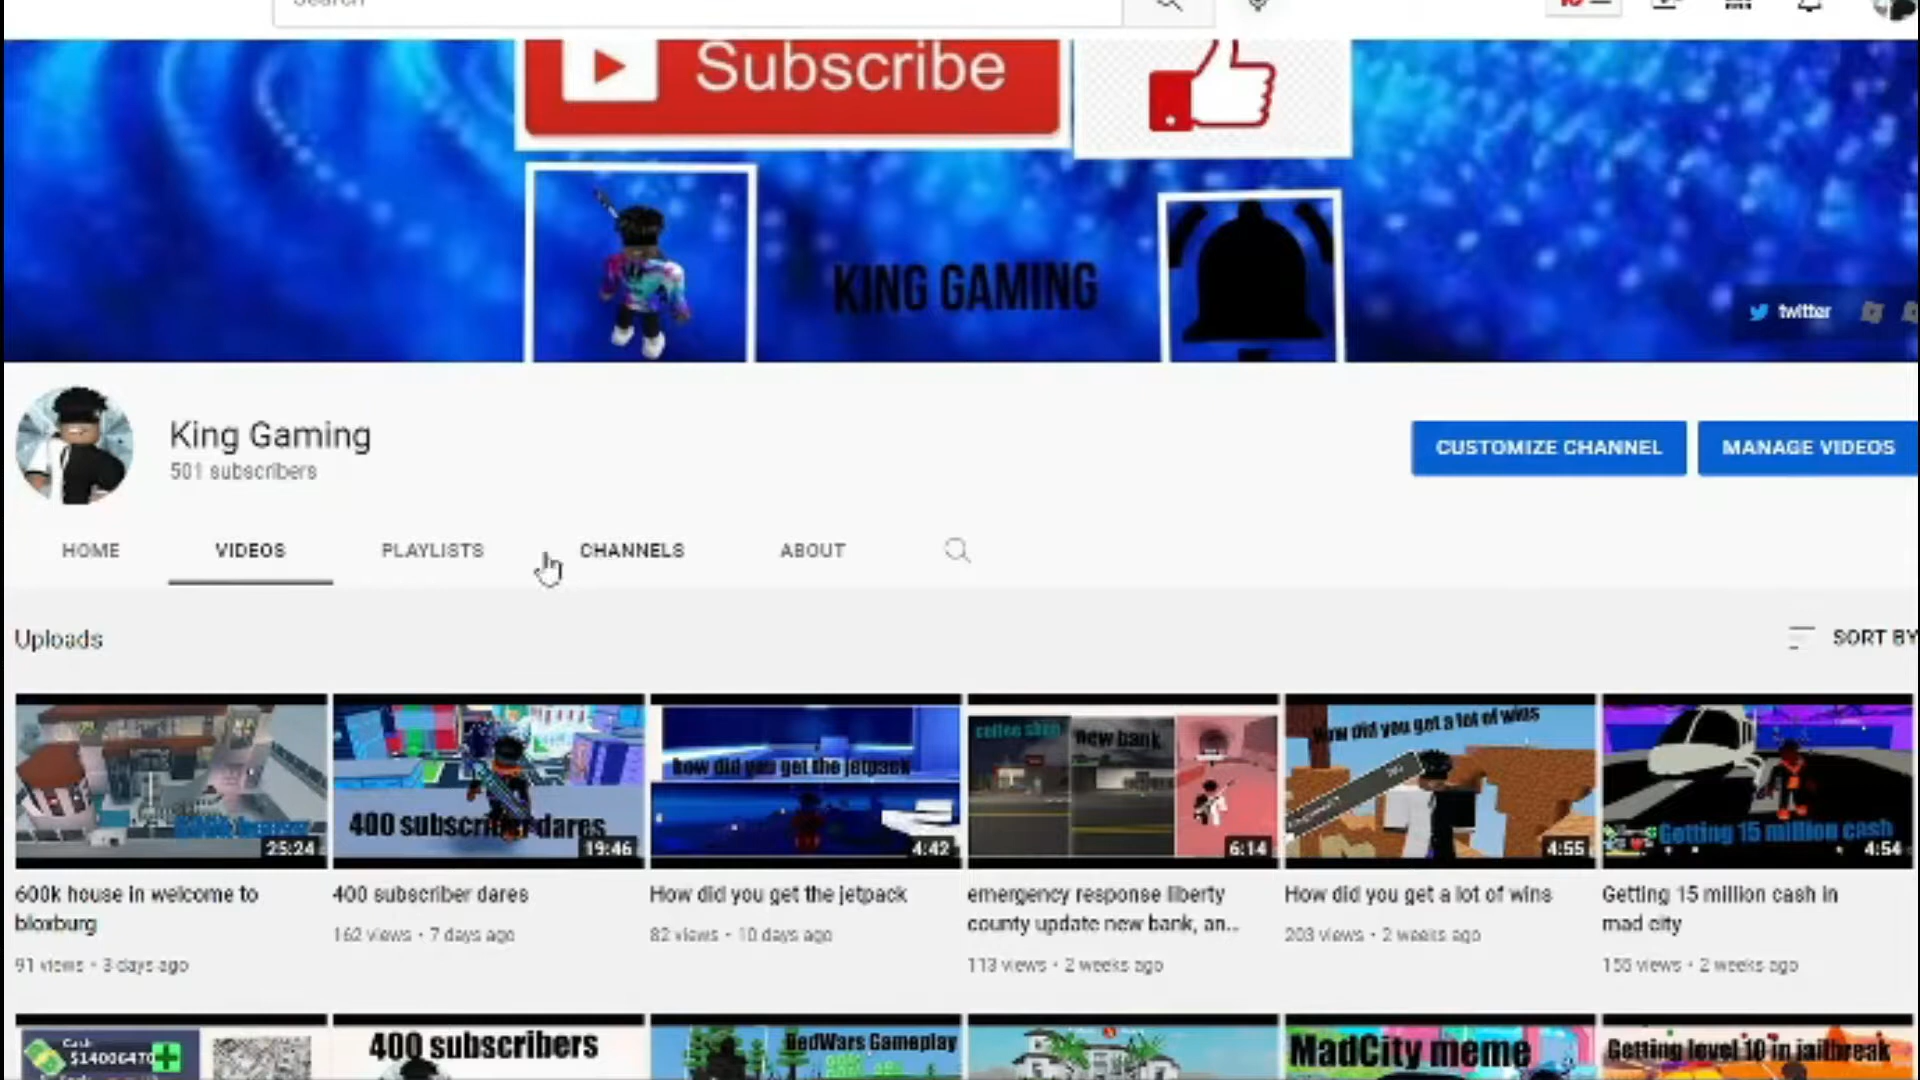 Search
Subscribe
KING GAMING
twitter
King Gaming
501 subscribers
CUSTOMIZE CHANNEL
MANAGE VIDEOS
HOME
VIDEOS
PLAYLISTS
CHANNELS
ABOUT
Uploads
SORT BY
25:24
400 subscriber dares
19:46
how did you get the jetpack
4:42
coffee shop
new bank
6:14
How did you get a lot of wins
4:55
Getting 15 million cash
4:54
600k house in welcome to
bloxburg
91 views • 3 days ago
400 subscriber dares
162 views • 7 days ago
How did you get the jetpack
82 views • 10 days ago
emergency response liberty
county update new bank, an...
113 views • 2 weeks ago
How did you get a lot of wins
203 views • 2 weeks ago
Getting 15 million cash in
mad city
155 views • 2 weeks ago
Cash
$14006470
400 subscribers
BedWars Gameplay
MadCity meme
Getting level 10 in jailbreak